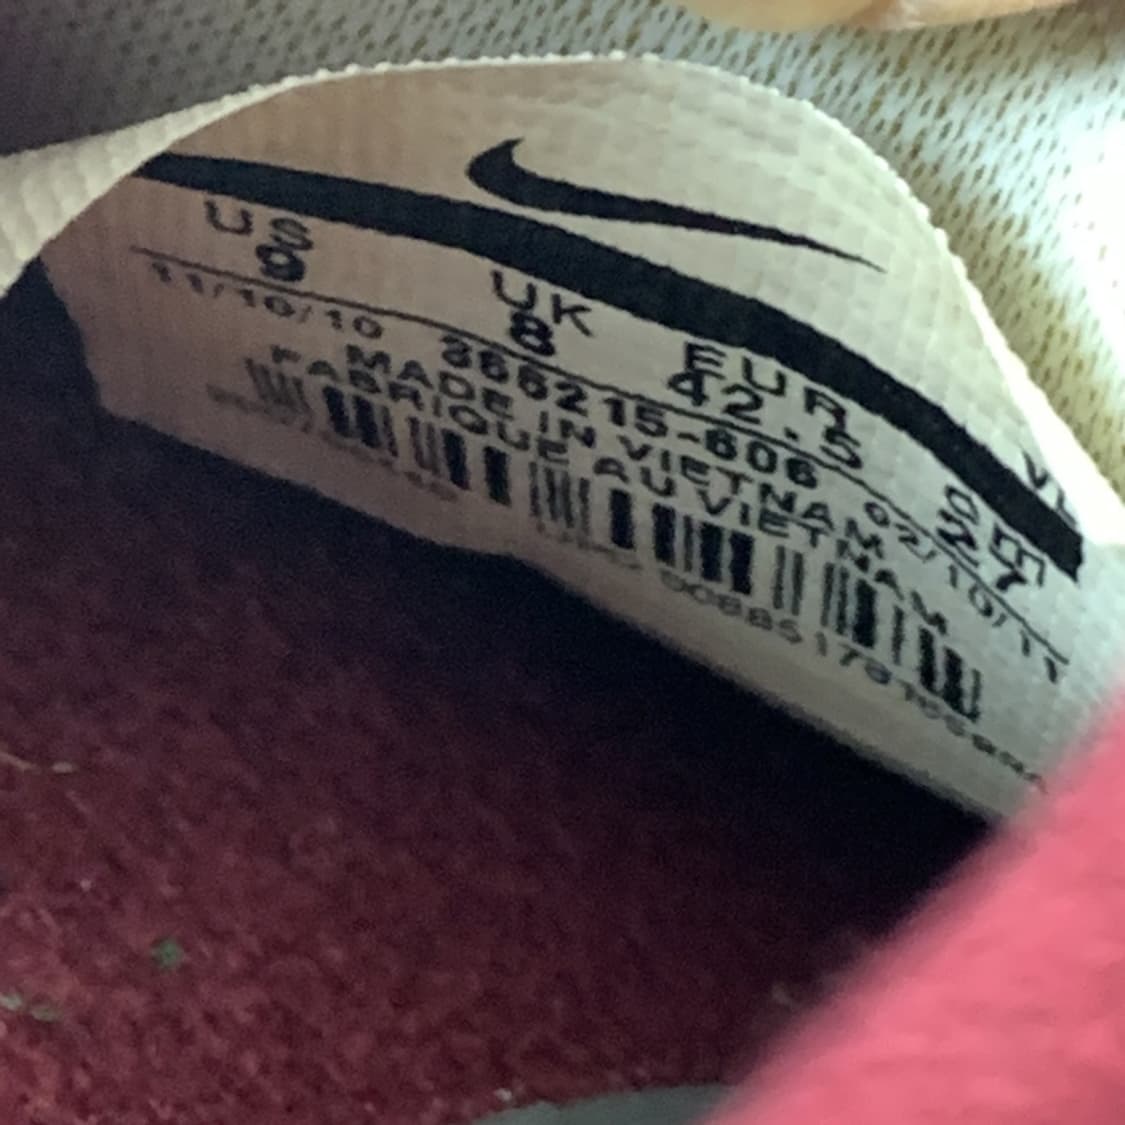 US UK EUR CM
9 8 42.5 27
11/10/10 366215-606 02/10/11
MADE IN VIETNAM
FABRIQUE AU VIETNAM